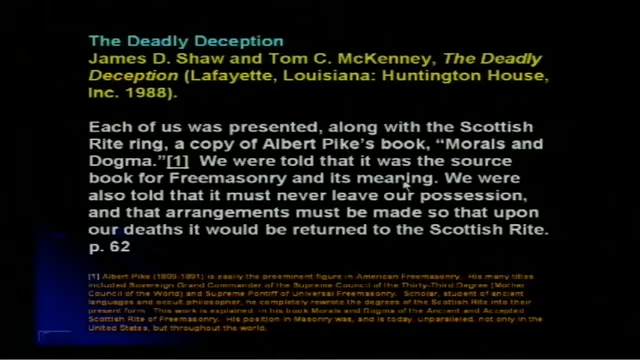 The Deadly Deception
James D. Shaw and Tom C. McKenney, The Deadly
Deception (Lafayette, Louisiana: Huntington House,
Inc. 1988).
Each of us was presented, along with the Scottish
Rite ring, a copy of Albert Pike's book, “Morals and
Dogma.”[1] We were told that it was the source
book for Freemasonry and its meaning. We were
also told that it must never leave our possession,
and that arrangements must be made so that upon
our deaths it would be returned to the Scottish Rite.
p. 62
[1] Albert Pike (1809-1891) is easily the preeminent figure in American Freemasonry. His many titles
included Sovereign Grand Commander of the Supreme Council of the Thirty-Third Degree (Mother
Council of the World) and Supreme Pontiff of Universal Freemasonry. Scholar, student of ancient
languages and occult philosopher, he completely rewrote the degrees of the Scottish Rite into their
present form. This work is explained in his book Morals and Dogma of the Ancient and Accepted
Scottish Rite of Freemasonry. His position in Masonry was, and is today, unparalleled, not only in the
United States, but throughout the world.